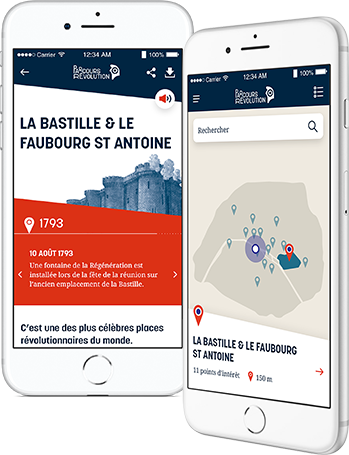 Carrier
12:34 AM
100%
PARCOURS
RÉVOLUTION
LA BASTILLE & LE
FAUBOURG ST ANTOINE
1793
10 AOÛT 1793
Une fontaine de la Régénération est
installée lors de la fête de la réunion sur
l'ancien emplacement de la Bastille.
C'est une des plus célèbres places
révolutionnaires du monde.
Carrier
12:34 AM
100%
PARCOURS
RÉVOLUTION
Rechercher
LA BASTILLE & LE FAUBOURG
ST ANTOINE
11 points d'intérêt
150 m